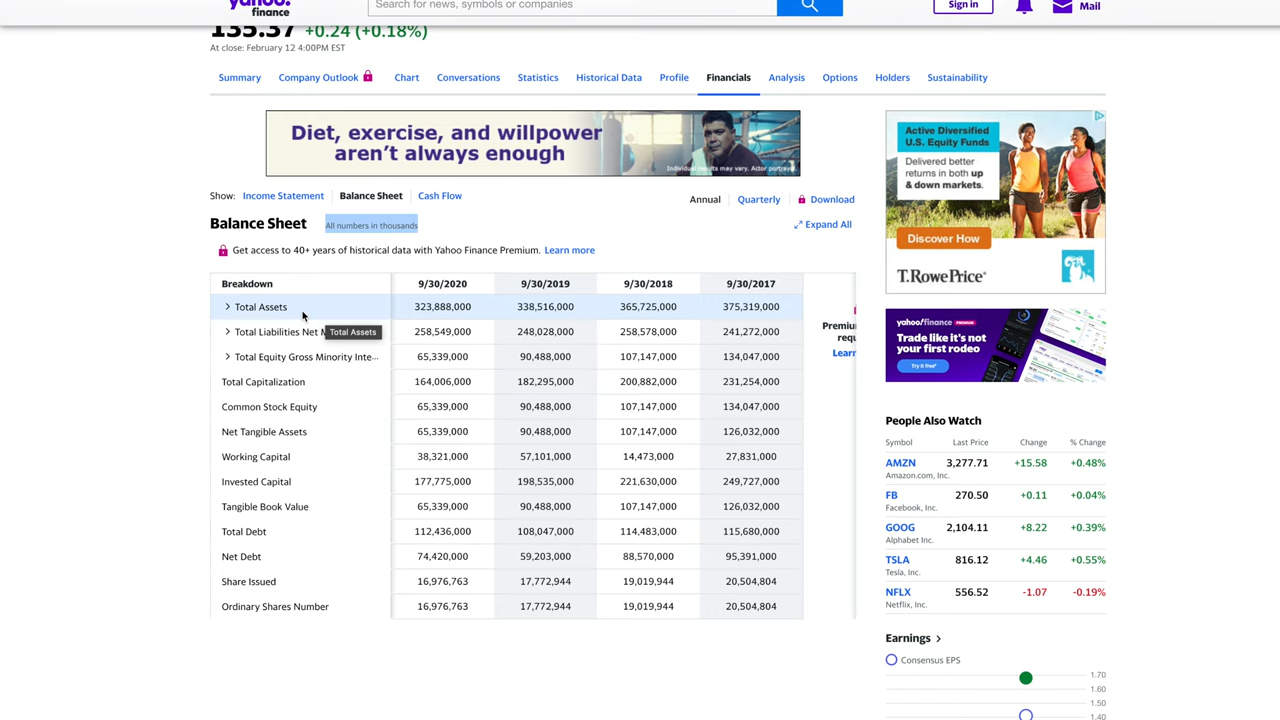 yahoo!
finance
Search for news, symbols or companies
Sign in
Mail
135.37 +0.24 (+0.18%)
At close: February 12 4:00PM EST
Summary Company Outlook Chart Conversations Statistics Historical Data Profile Financials Analysis Options Holders Sustainability
Diet, exercise, and willpower
aren't always enough
Individual results may vary. Actor portrayal.
Show: Income Statement Balance Sheet Cash Flow
Annual Quarterly Download
Balance Sheet All numbers in thousands
Expand All
Get access to 40+ years of historical data with Yahoo Finance Premium. Learn more
Breakdown 9/30/2020 9/30/2019 9/30/2018 9/30/2017
Total Assets 323,888,000 338,516,000 365,725,000 375,319,000
Total Liabilities Net M 258,549,000 248,028,000 258,578,000 241,272,000
Total Assets
Total Equity Gross Minority Inte... 65,339,000 90,488,000 107,147,000 134,047,000
Total Capitalization 164,006,000 182,295,000 200,882,000 231,254,000
Common Stock Equity 65,339,000 90,488,000 107,147,000 134,047,000
Net Tangible Assets 65,339,000 90,488,000 107,147,000 126,032,000
Working Capital 38,321,000 57,101,000 14,473,000 27,831,000
Invested Capital 177,775,000 198,535,000 221,630,000 249,727,000
Tangible Book Value 65,339,000 90,488,000 107,147,000 126,032,000
Total Debt 112,436,000 108,047,000 114,483,000 115,680,000
Net Debt 74,420,000 59,203,000 88,570,000 95,391,000
Share Issued 16,976,763 17,772,944 19,019,944 20,504,804
Ordinary Shares Number 16,976,763 17,772,944 19,019,944 20,504,804
Premiu
requ
Learn
Active Diversified
U.S. Equity Funds
Delivered better
returns in both up
& down markets.
Discover How
T.RowePrice
yahoo!finance PREMIUM
Trade like it's not
your first rodeo
Try it free*
People Also Watch
Symbol Last Price Change % Change
AMZN 3,277.71 +15.58 +0.48%
Amazon.com, Inc.
FB 270.50 +0.11 +0.04%
Facebook, Inc.
GOOG 2,104.11 +8.22 +0.39%
Alphabet Inc.
TSLA 816.12 +4.46 +0.55%
Tesla, Inc.
NFLX 556.52 -1.07 -0.19%
Netflix, Inc.
Earnings
Consensus EPS
1.70
1.60
1.50
1.40